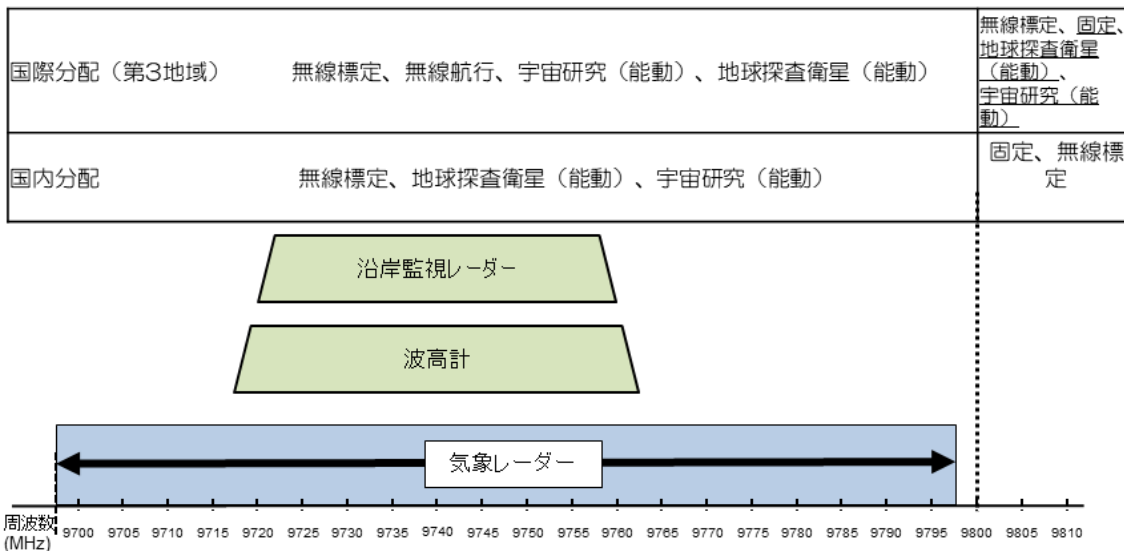 国際分配（第3地域）
無線標定、無線航行、宇宙研究（能動）、地球探査衛星（能動）
無線標定、固定、
地球探査衛星
（能動）、
宇宙研究（能
動）
国内分配
無線標定、地球探査衛星（能動）、宇宙研究（能動）
固定、無線標
定
沿岸監視レーダー
波高計
気象レーダー
周波数
(MHz)
9700 9705 9710 9715 9720 9725 9730 9735 9740 9745 9750 9755 9760 9770 9775 9780 9785 9790 9795 9800 9805 9810